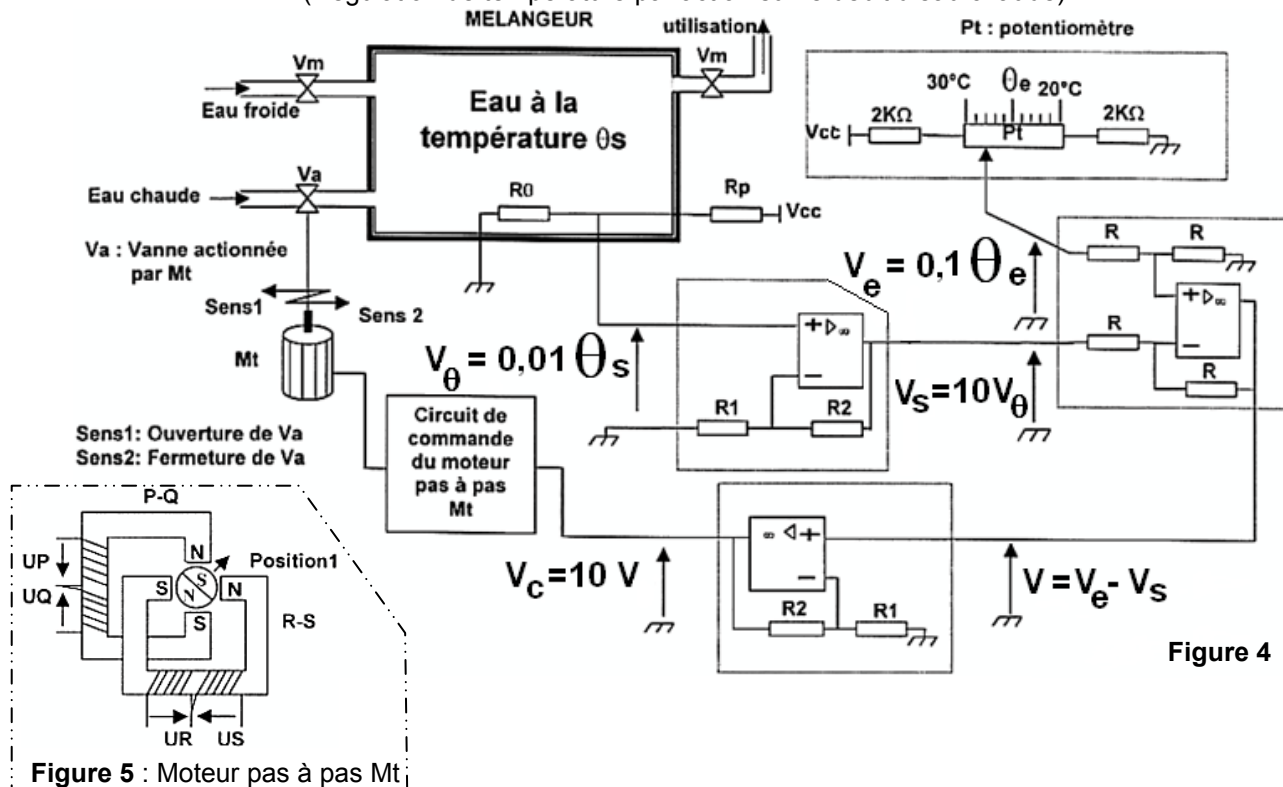 MELANGEUR
utilisation
Pt : potentiomètre
Vm
Vm
Eau froide
Eau à la
température θs
30°C
θe
20°C
Vcc
2KΩ
Pt
2KΩ
Va
Eau chaude
Rθ
Rp
Vcc
Va : Vanne actionnée
par Mt
Sens1
Sens 2
Mt
Vθ = 0,01 θs
Ve = 0,1 θe
R
R
+ ▷∞
−
R
R
+ ▷∞
−
R1
R2
Vs = 10Vθ
Sens1: Ouverture de Va
Sens2: Fermeture de Va
Circuit de
commande
du moteur
pas à pas
Mt
Vc = 10 V
∞ ◁ +
−
R2
R1
V = Ve - Vs
Figure 4
P-Q
UP
UQ
N
S
N
S
N
S
Position1
R-S
UR
US
Figure 5 : Moteur pas à pas Mt